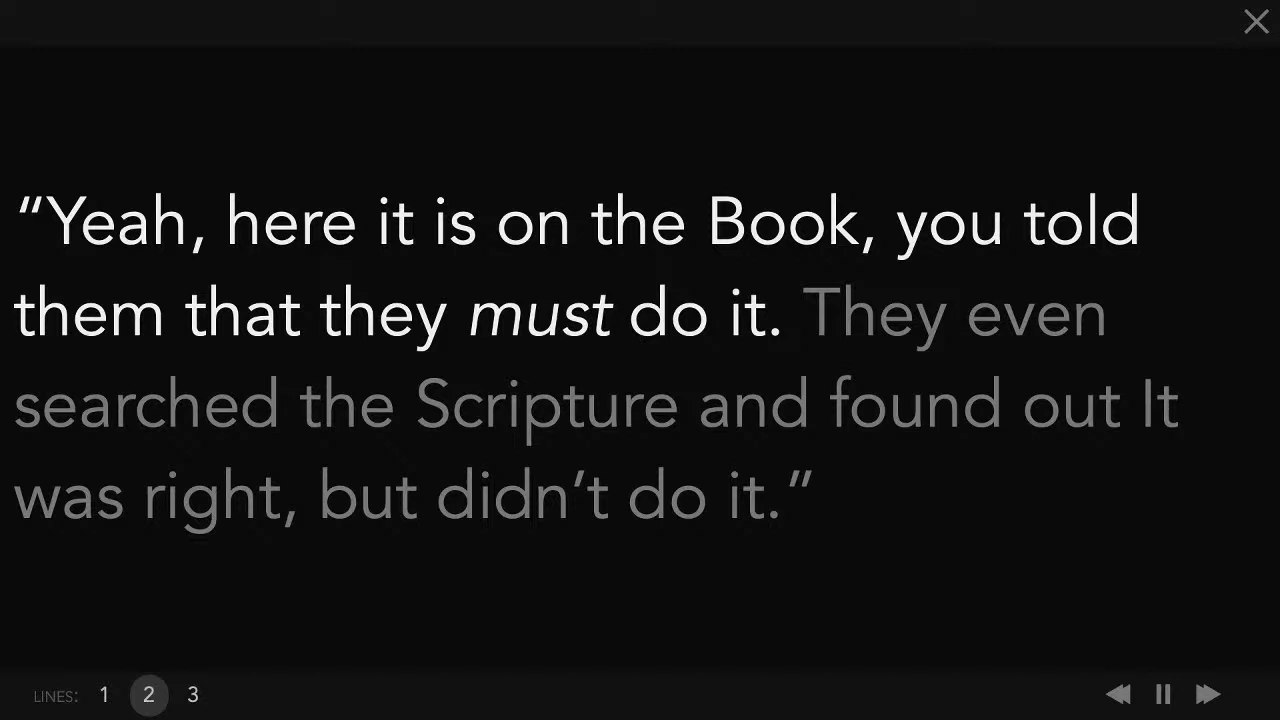 “Yeah, here it is on the Book, you told
them that they must do it. They even
searched the Scripture and found out It
was right, but didn’t do it.”
LINES: 1 2 3